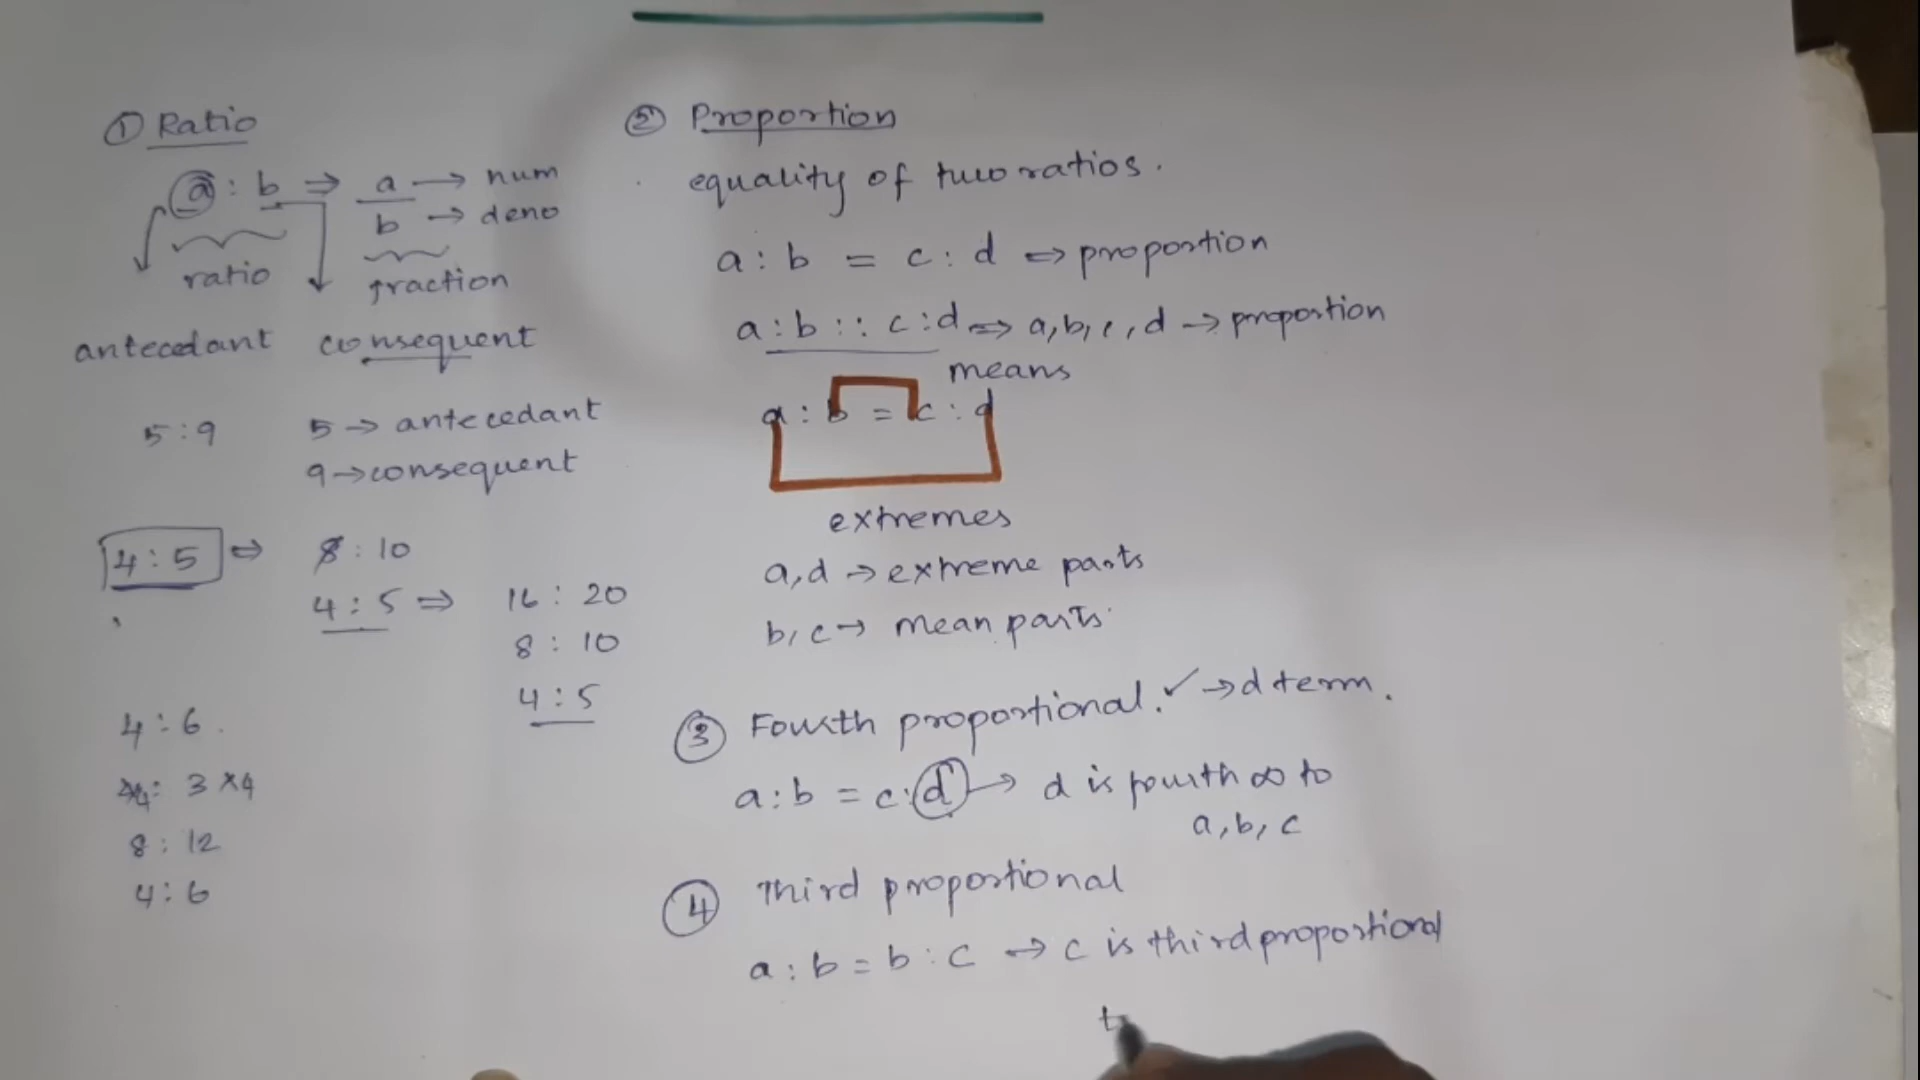 ① Ratio
a : b ⇒ a → num
b → deno
ratio fraction
antecedant consequent
5 : 9 5 → antecedant
9 → consequent
4 : 5 ⇒ 8 : 10
4 : 5 ⇒ 16 : 20
8 : 10
4 : 5
4 : 6
3 × 4
8 : 12
4 : 6
② Proportion
equality of two ratios.
a : b = c : d ⇒ proportion
a : b :: c : d ⇒ a, b, c, d → proportion
means
a : b = c : d
extremes
a, d → extreme parts
b, c → mean parts
③ Fourth proportional. ✓ → d term.
a : b = c : d → d is fourth ∝ to
a, b, c
④ Third proportional
a : b = b : c → c is third proportional
t